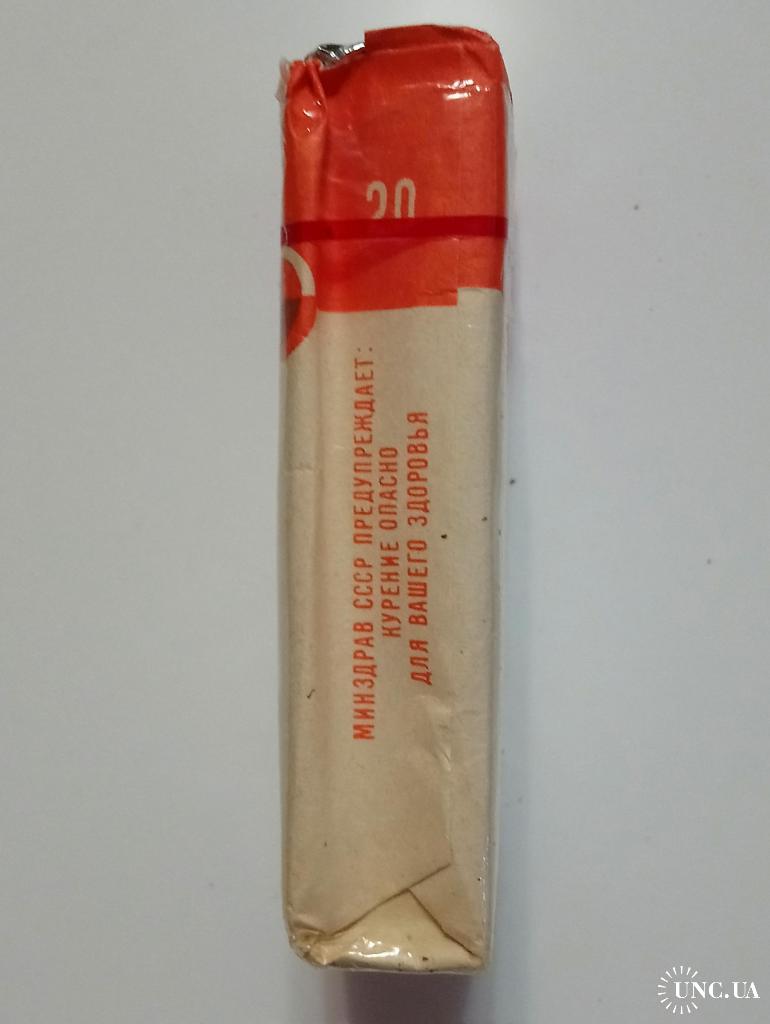 20
МИНЗДРАВ СССР ПРЕДУПРЕЖДАЕТ:
КУРЕНИЕ ОПАСНО
ДЛЯ ВАШЕГО ЗДОРОВЬЯ
UNC.UA